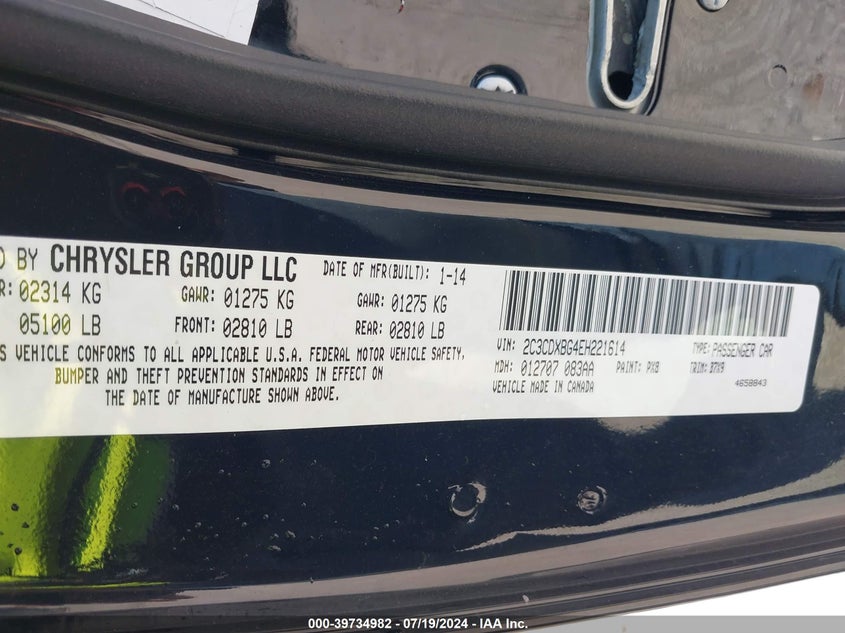 BY CHRYSLER GROUP LLC DATE OF MFR(BUILT): 1-14
02314 KG GAWR: 01275 KG GAWR: 01275 KG
05100 LB FRONT: 02810 LB REAR: 02810 LB
VEHICLE CONFORMS TO ALL APPLICABLE U.S.A. FEDERAL MOTOR VEHICLE SAFETY,
BUMPER AND THEFT PREVENTION STANDARDS IN EFFECT ON
THE DATE OF MANUFACTURE SHOWN ABOVE.
VIN: 2C3CDXBG4EH221614 TYPE: PASSENGER CAR
MDH: 012707 083AA PAINT: PX8 TRIM: B7X9
VEHICLE MADE IN CANADA 4658843
000-39734982 - 07/19/2024 - IAA Inc.